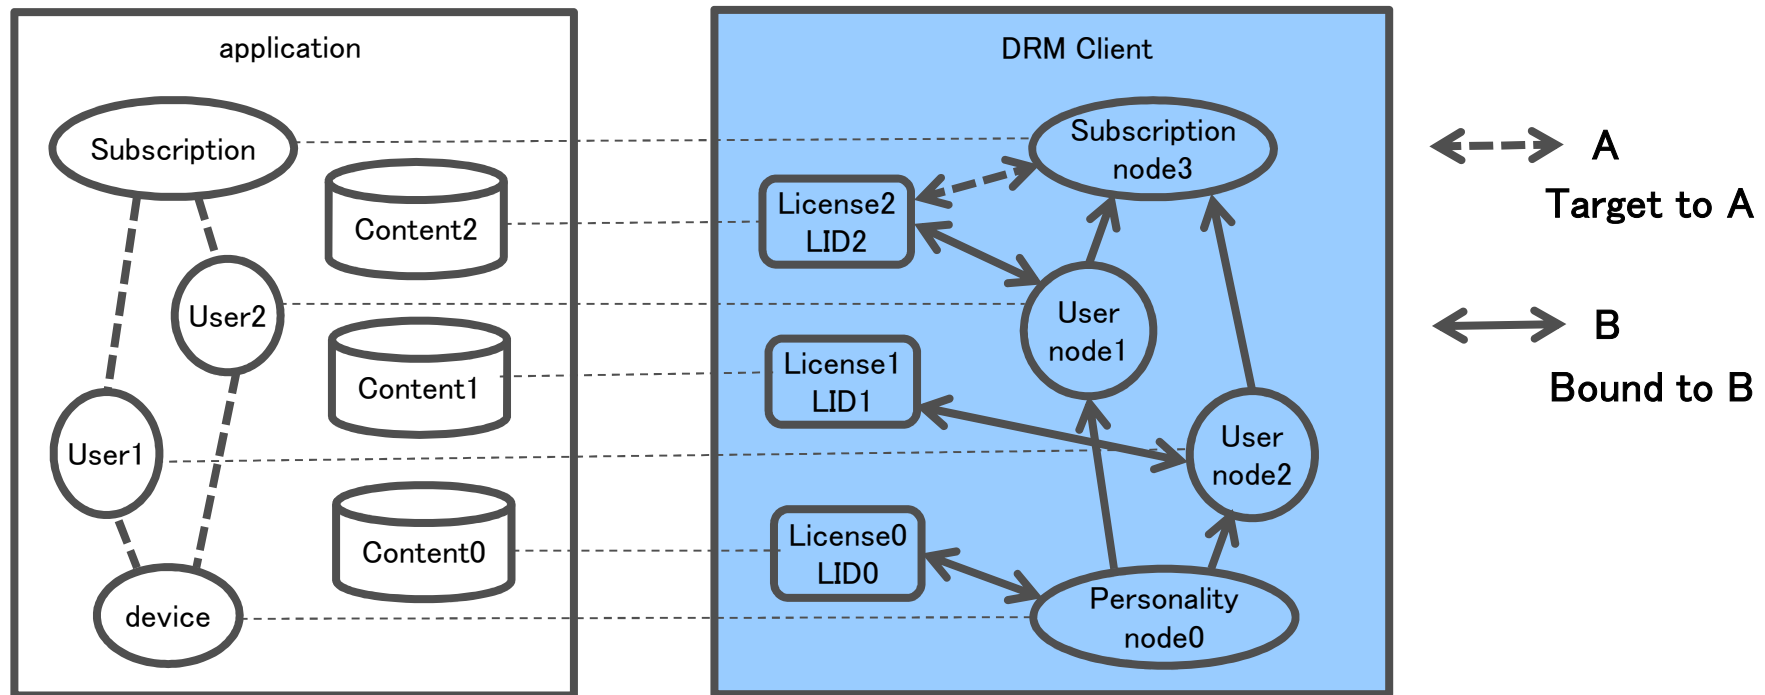 application
Subscription
Content2
User2
Content1
User1
Content0
device
DRM Client
Subscription
node3
License2
LID2
User
node1
License1
LID1
User
node2
License0
LID0
Personality
node0
A
Target to A
B
Bound to B